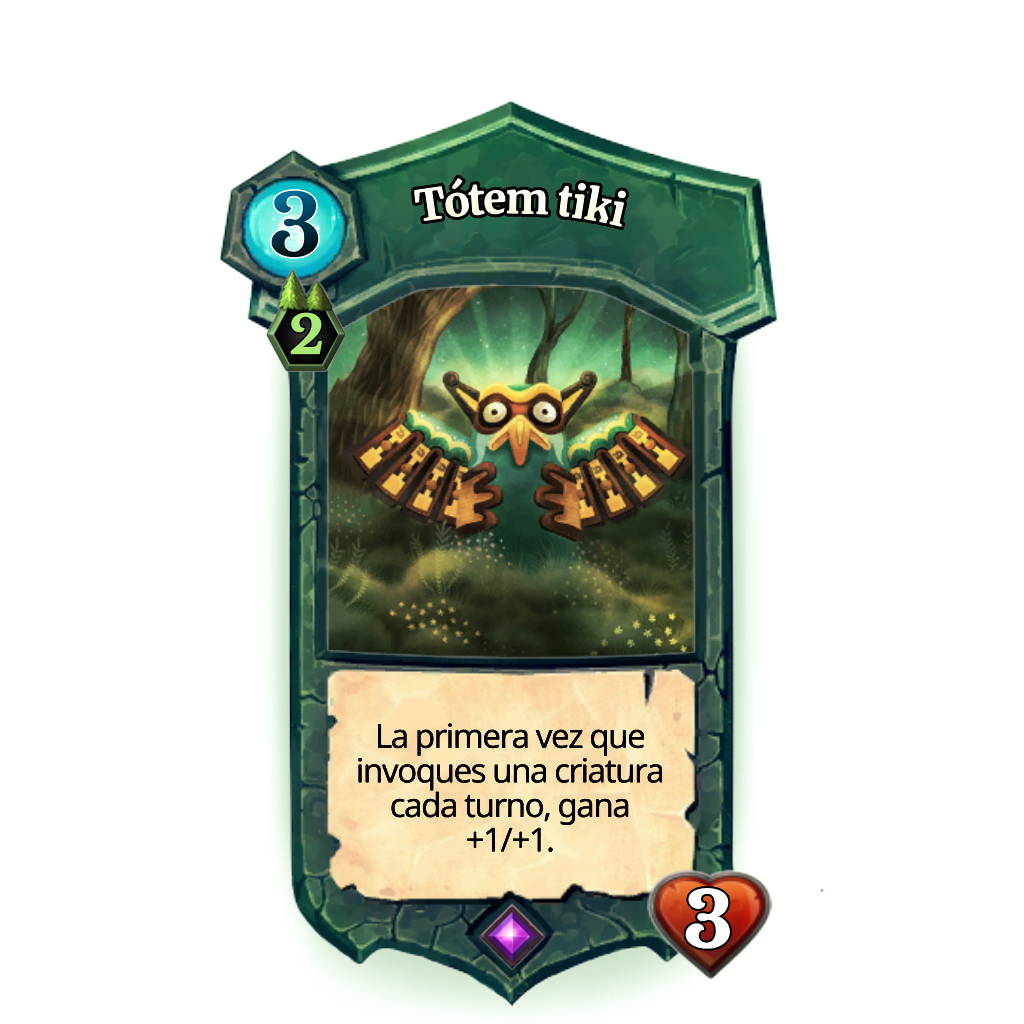 Tótem tiki
3
2
La primera vez que
invoques una criatura
cada turno, gana
+1/+1.
3